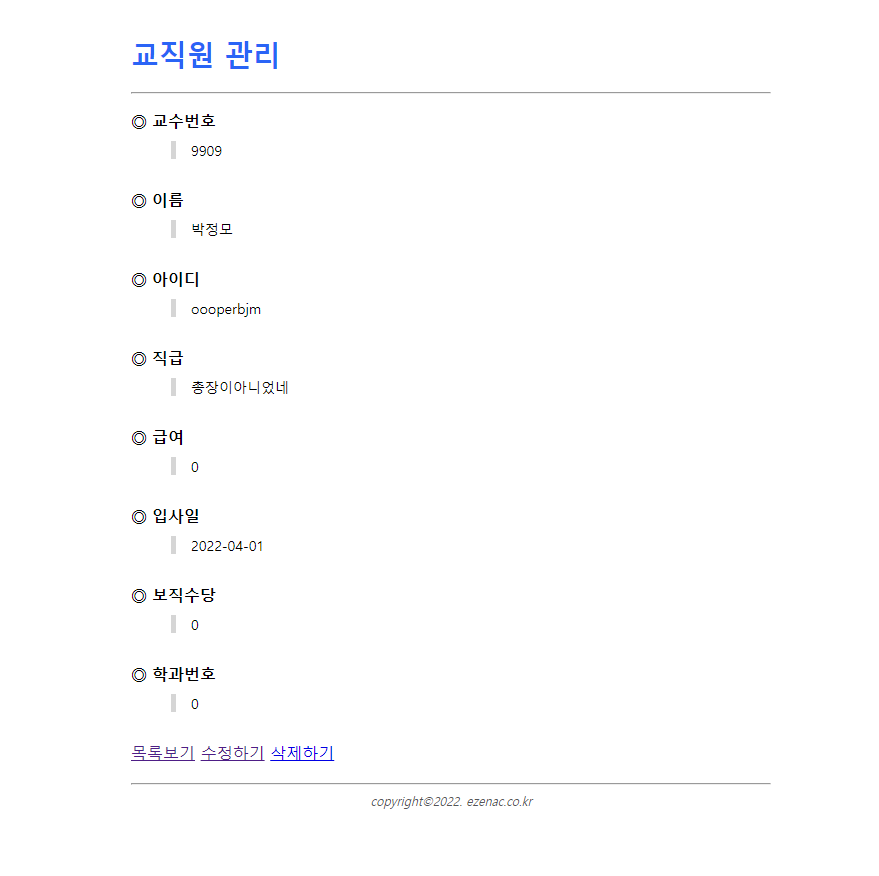 교직원 관리
◎ 교수번호
9909
◎ 이름
박정모
◎ 아이디
oooperbjm
◎ 직급
총장이아니었네
◎ 급여
0
◎ 입사일
2022-04-01
◎ 보직수당
0
◎ 학과번호
0
목록보기 수정하기 삭제하기
copyright©2022. ezenac.co.kr